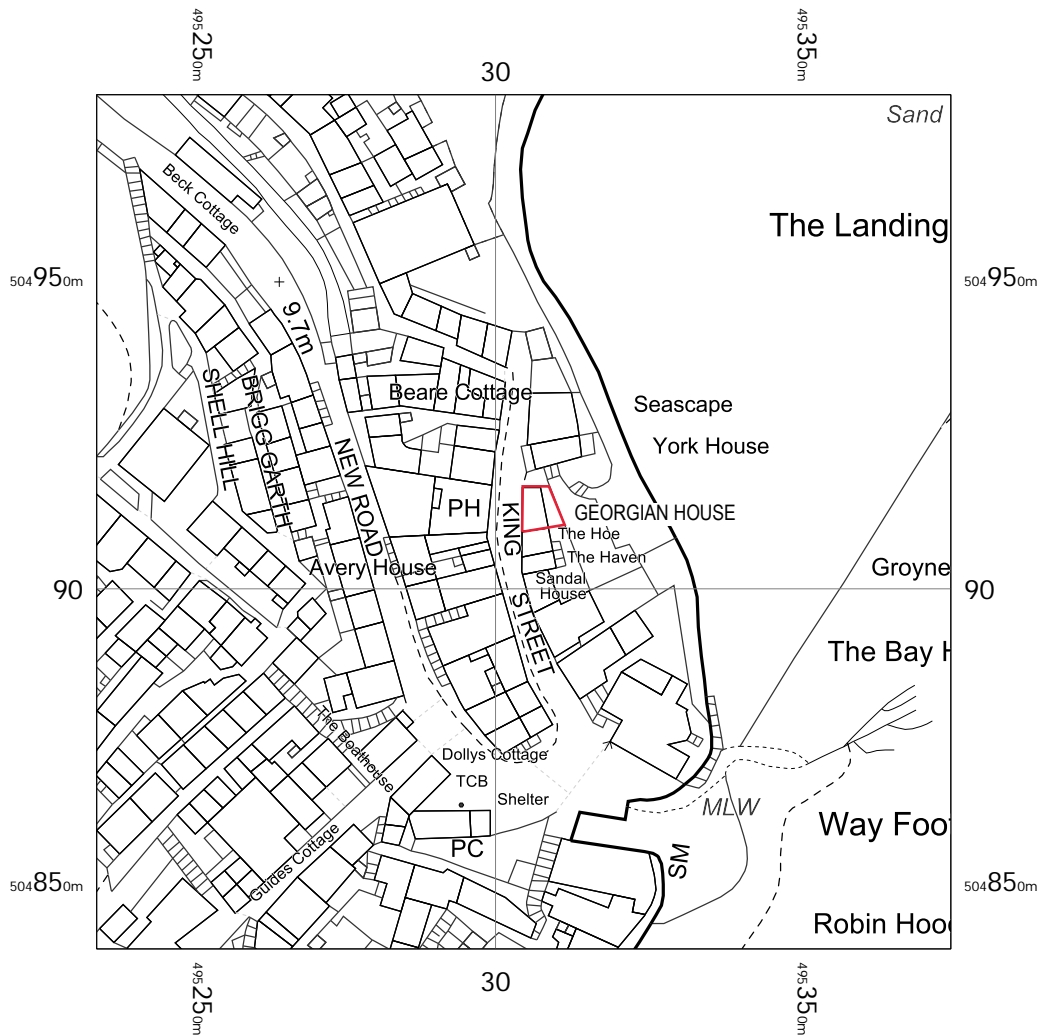 495250m
30
495350m
Sand
Beck Cottage
The Landing
504950m
504950m
9.7m
SHELL HILL
BRIGG GARTH
Beare Cottage
Seascape
York House
NEW ROAD
PH
KING STREET
GEORGIAN HOUSE
The Hoe
The Haven
Avery House
Sandal
House
Groyne
90
90
The Bay H
The Boathouse
Dollys Cottage
TCB
Shelter
MLW
Way Foo
PC
SM
Guides Cottage
504850m
504850m
Robin Hoo
495250m
30
495350m